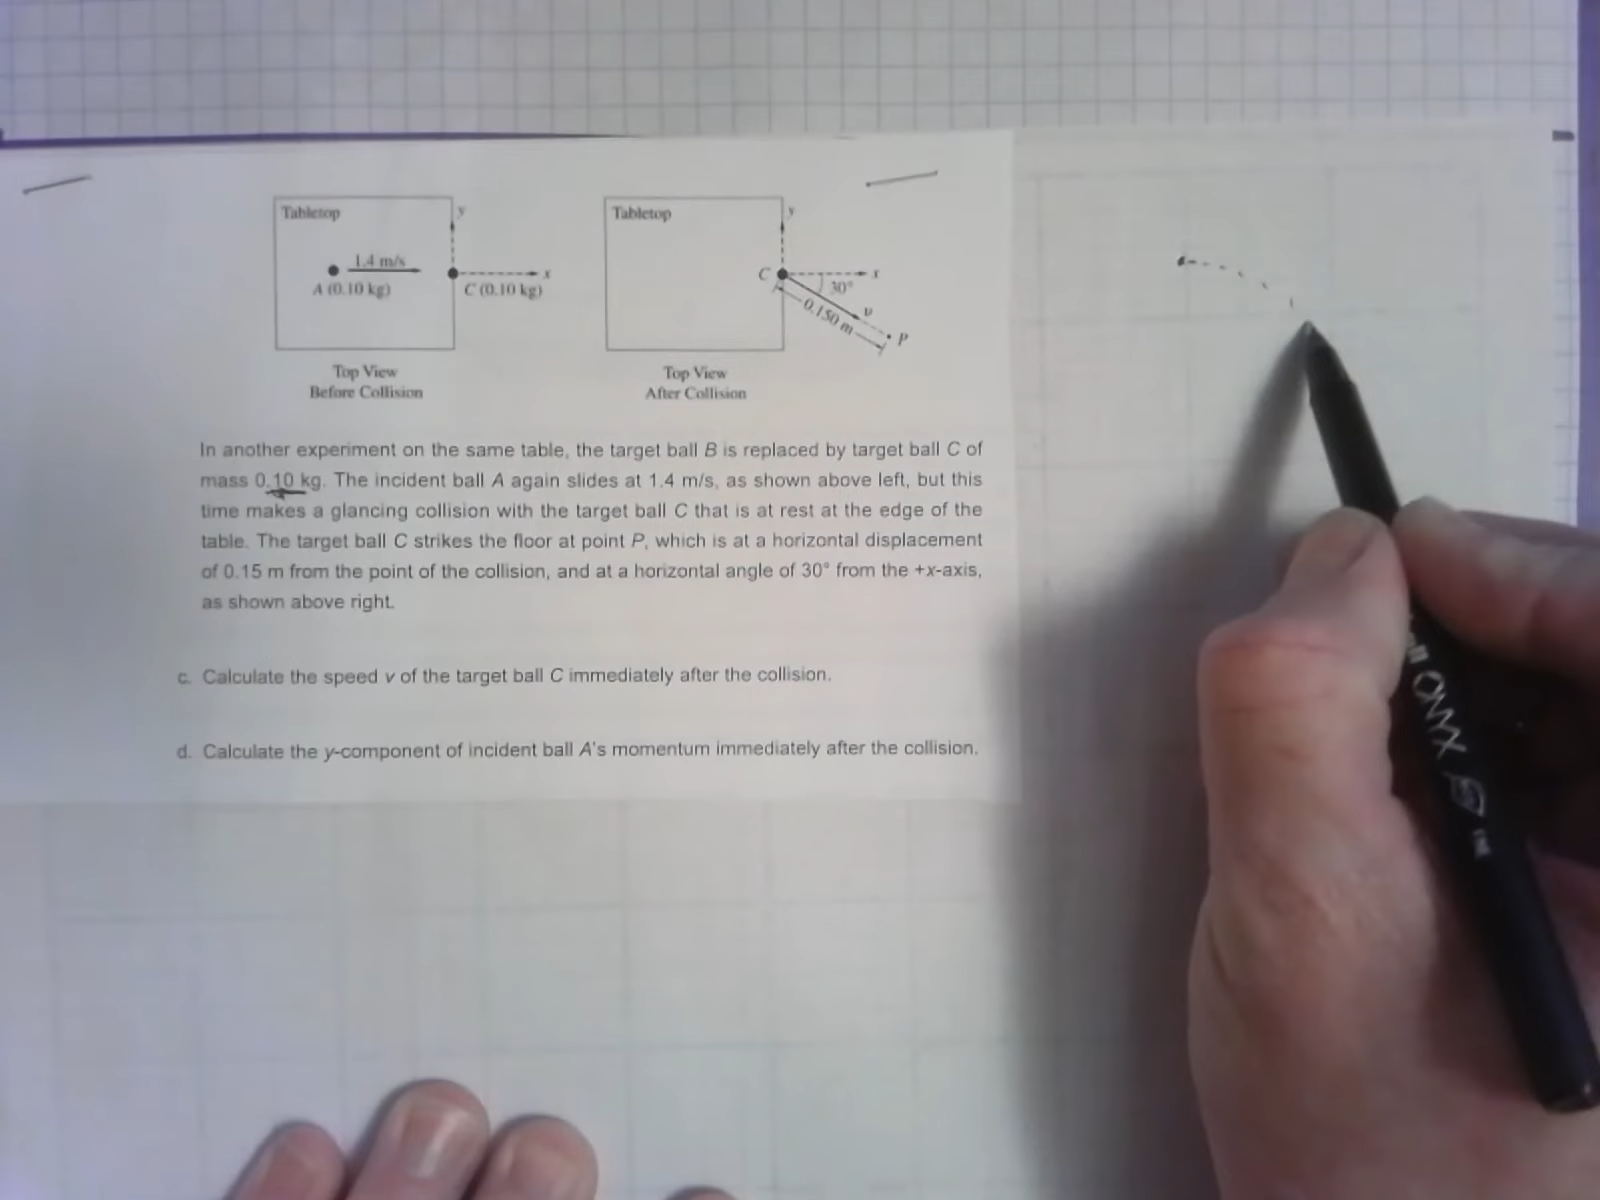 Tabletop
y
1.4 m/s
x
A (0.10 kg)
C (0.10 kg)
Top View
Before Collision
Tabletop
y
C
x
30°
v
0.150 m
P
Top View
After Collision
In another experiment on the same table, the target ball B is replaced by target ball C of
mass 0.10 kg. The incident ball A again slides at 1.4 m/s, as shown above left, but this
time makes a glancing collision with the target ball C that is at rest at the edge of the
table. The target ball C strikes the floor at point P, which is at a horizontal displacement
of 0.15 m from the point of the collision, and at a horizontal angle of 30° from the +x-axis,
as shown above right.
c. Calculate the speed v of the target ball C immediately after the collision.
d. Calculate the y-component of incident ball A's momentum immediately after the collision.
ONYX